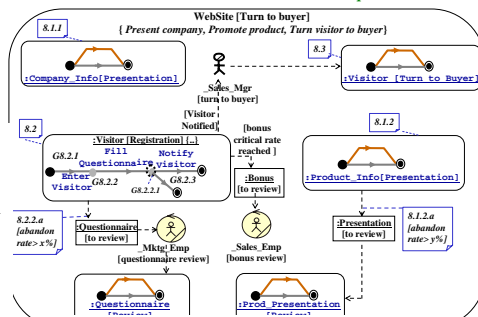 WebSite [Turn to buyer]
{ Present company, Promote product, Turn visitor to buyer}
8.1.1
:Company_Info[Presentation]
8.3
:Visitor [Turn to Buyer]
_Sales_Mgr
[turn to buyer]
[Visitor
Notified]
8.2
:Visitor [Registration] {..}
Fill
Questionnaire
Notify
Visitor
G8.2.1
G8.2.2
G8.2.3
Enter
Visitor
G8.2.2.1
[bonus
critical rate
reached ]
8.1.2
:Product_Info[Presentation]
:Bonus
[to review]
8.2.2.a
[abandon
rate> x%]
:Questionnaire
[to review]
_Mktg_Emp
[questionnaire review]
_Sales_Emp
[bonus review]
:Presentation
[to review]
8.1.2.a
[abandon
rate> y%]
:Questionnaire
[Review]
:Prod_Presentation
[Review]